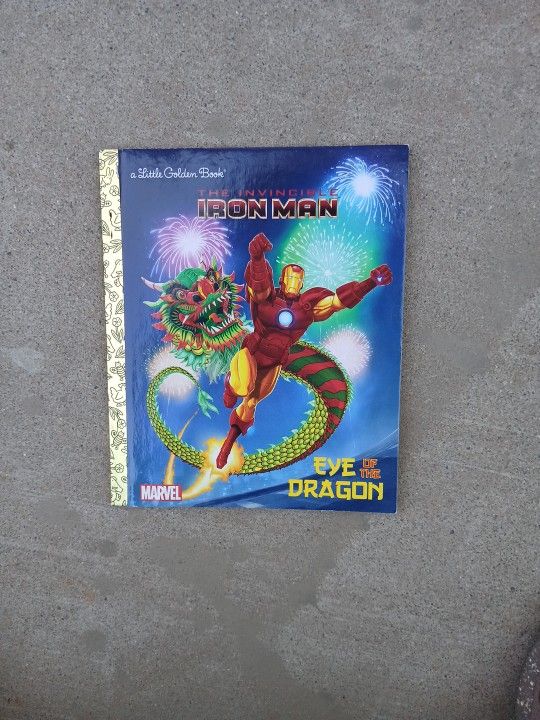 a Little Golden Book®
THE INVINCIBLE
IRON MAN
EYE OF THE
DRAGON
MARVEL